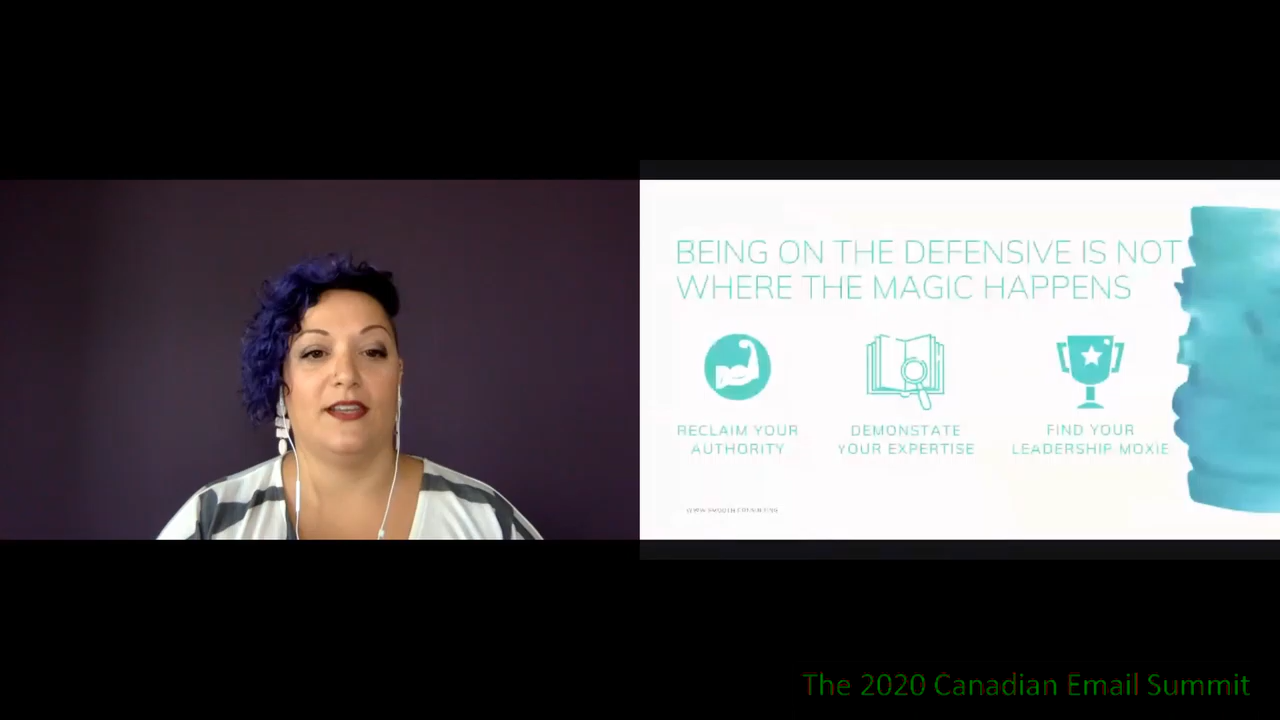 BEING ON THE DEFENSIVE IS NOT
WHERE THE MAGIC HAPPENS
RECLAIM YOUR
AUTHORITY
DEMONSTATE
YOUR EXPERTISE
FIND YOUR
LEADERSHIP MOXIE
The 2020 Canadian Email Summit